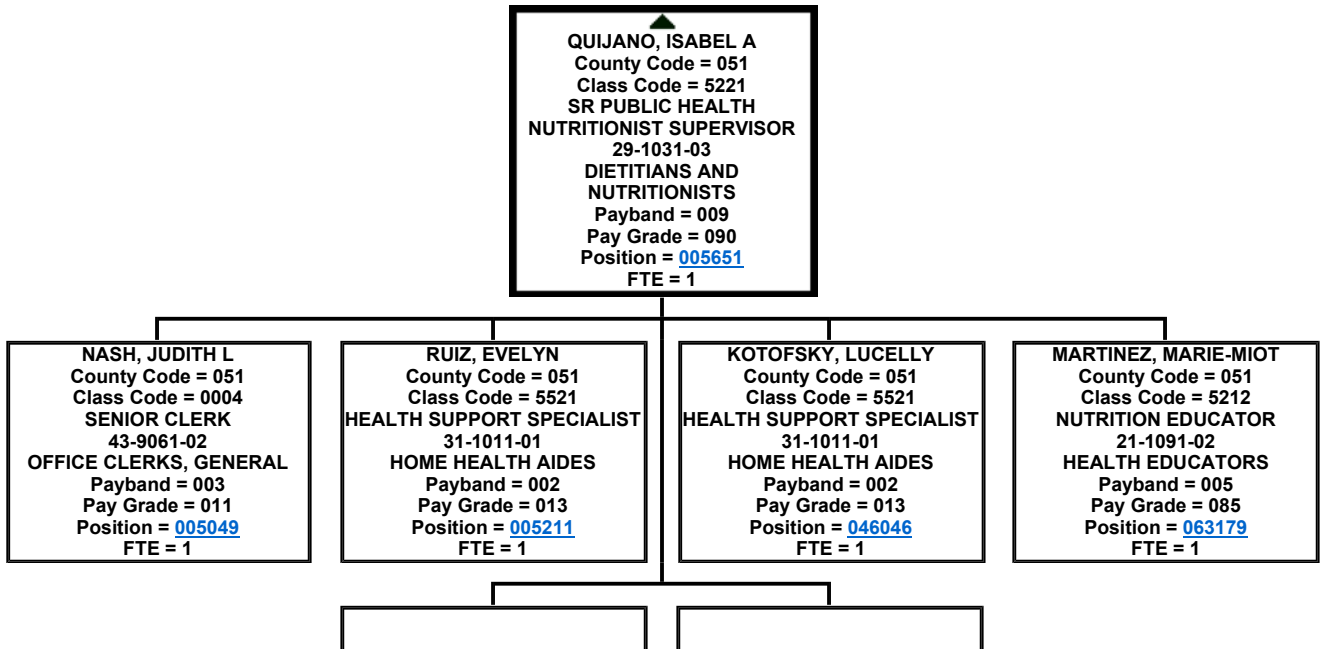 QUIJANO, ISABEL A
County Code = 051
Class Code = 5221
SR PUBLIC HEALTH
NUTRITIONIST SUPERVISOR
29-1031-03
DIETITIANS AND
NUTRITIONISTS
Payband = 009
Pay Grade = 090
Position = 005651
FTE = 1
NASH, JUDITH L
County Code = 051
Class Code = 0004
SENIOR CLERK
43-9061-02
OFFICE CLERKS, GENERAL
Payband = 003
Pay Grade = 011
Position = 005049
FTE = 1
RUIZ, EVELYN
County Code = 051
Class Code = 5521
HEALTH SUPPORT SPECIALIST
31-1011-01
HOME HEALTH AIDES
Payband = 002
Pay Grade = 013
Position = 005211
FTE = 1
KOTOFSKY, LUCELLY
County Code = 051
Class Code = 5521
HEALTH SUPPORT SPECIALIST
31-1011-01
HOME HEALTH AIDES
Payband = 002
Pay Grade = 013
Position = 046046
FTE = 1
MARTINEZ, MARIE-MIOT
County Code = 051
Class Code = 5212
NUTRITION EDUCATOR
21-1091-02
HEALTH EDUCATORS
Payband = 005
Pay Grade = 085
Position = 063179
FTE = 1